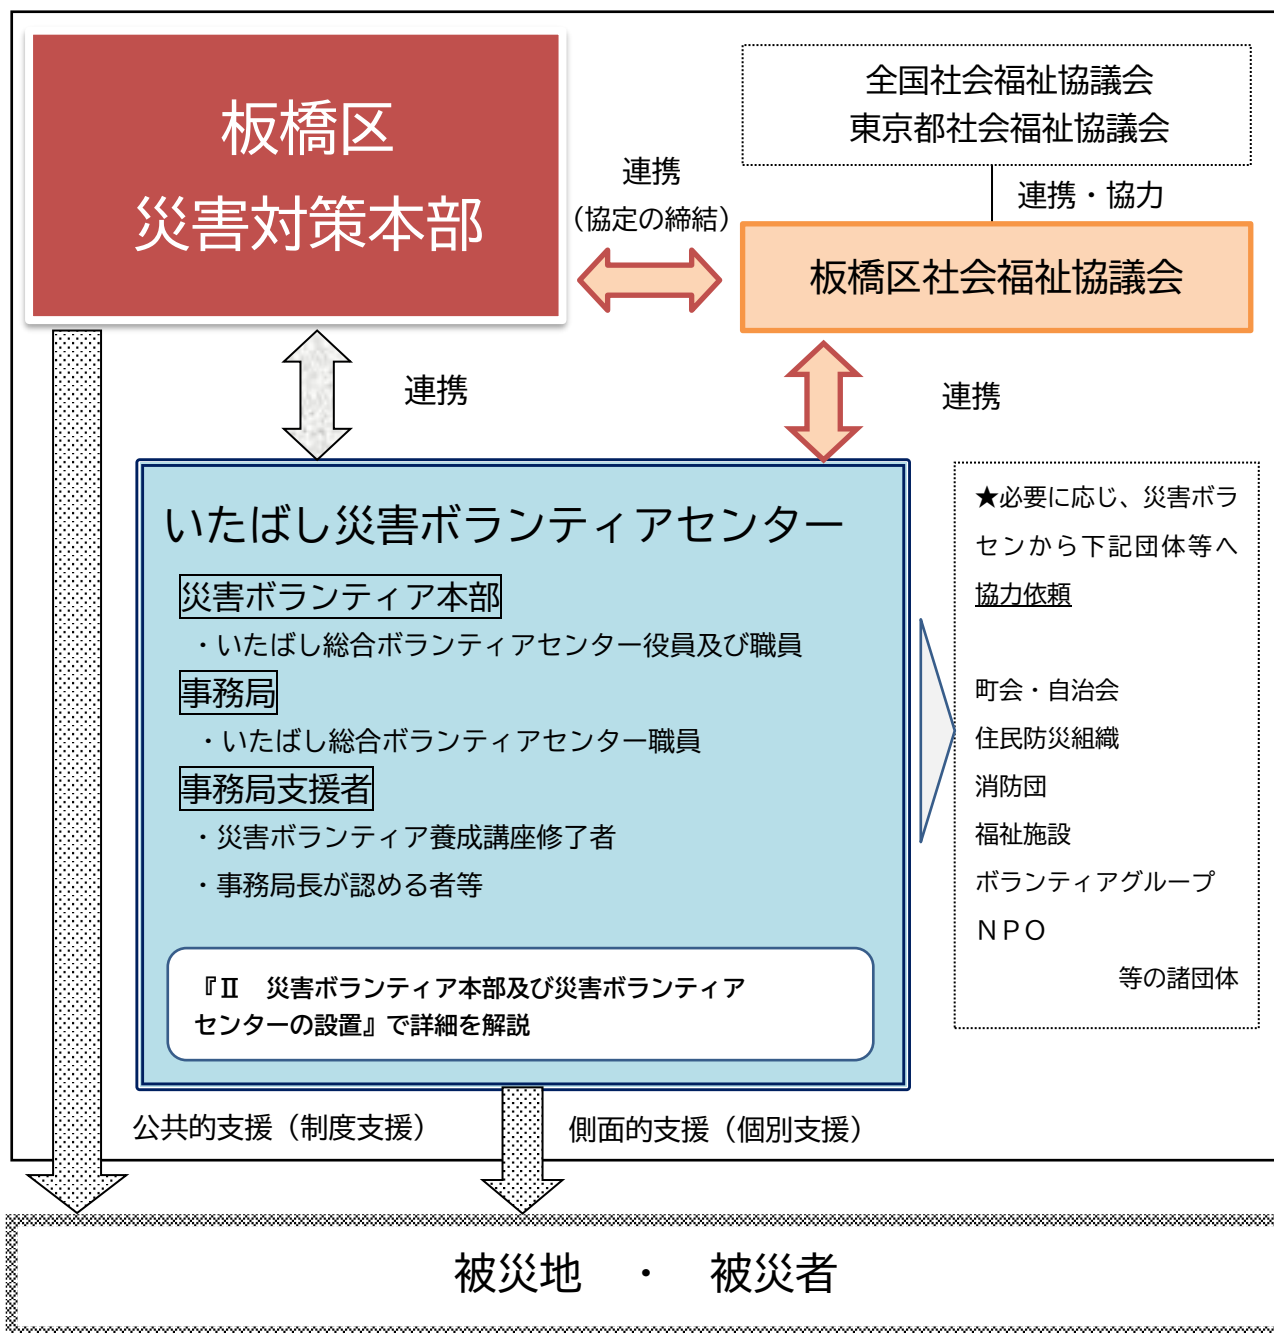 板橋区
災害対策本部
全国社会福祉協議会
東京都社会福祉協議会
連携
（協定の締結）
連携・協力
板橋区社会福祉協議会
連携
連携
いたばし災害ボランティアセンター
災害ボランティア本部
・いたばし総合ボランティアセンター役員及び職員
事務局
・いたばし総合ボランティアセンター職員
事務局支援者
・災害ボランティア養成講座修了者
・事務局長が認める者等
『Ⅱ　災害ボランティア本部及び災害ボランティア
センターの設置』で詳細を解説
★必要に応じ、災害ボラ
センから下記団体等へ
協力依頼
町会・自治会
住民防災組織
消防団
福祉施設
ボランティアグループ
ＮＰＯ
等の諸団体
公共的支援（制度支援）
側面的支援（個別支援）
被災地　・　被災者